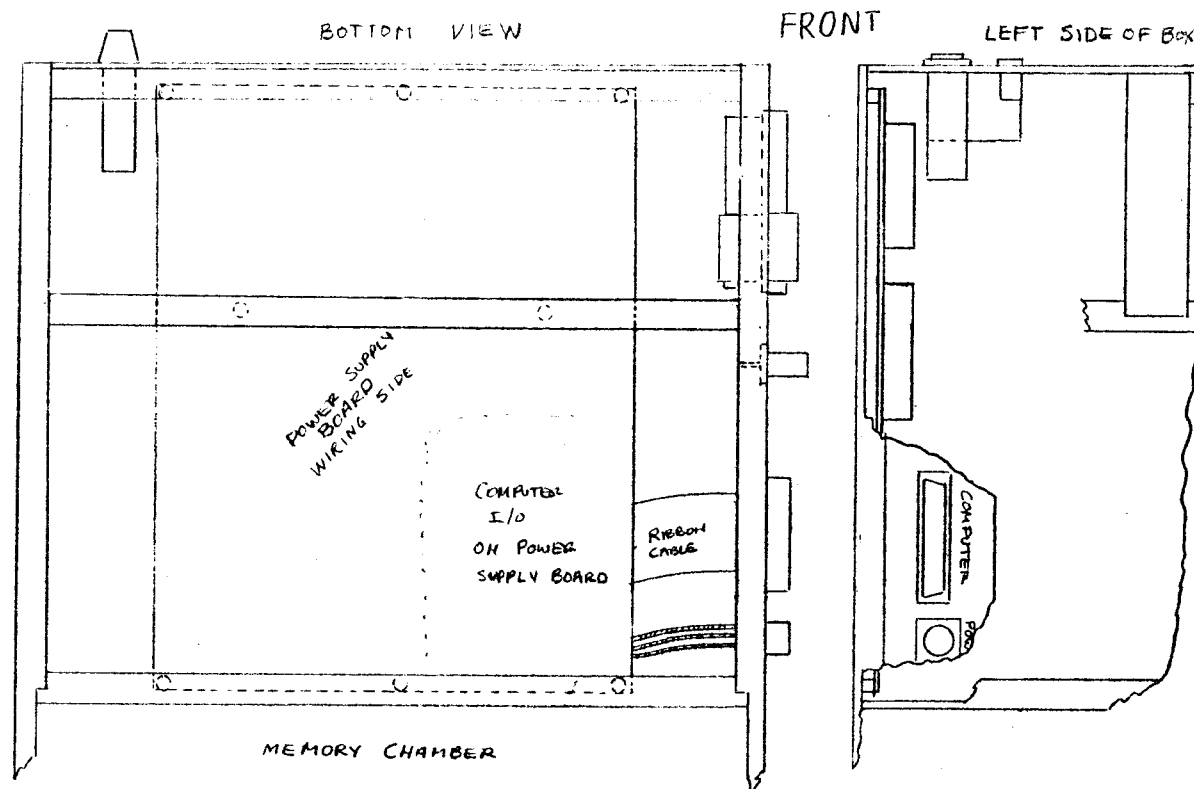 BOTTOM VIEW
FRONT
LEFT SIDE OF BOX
POWER SUPPLY
BOARD
WIRING SIDE
COMPUTER
I/O
ON POWER
SUPPLY BOARD
RIBBON
CABLE
COMPUTER
MEMORY CHAMBER